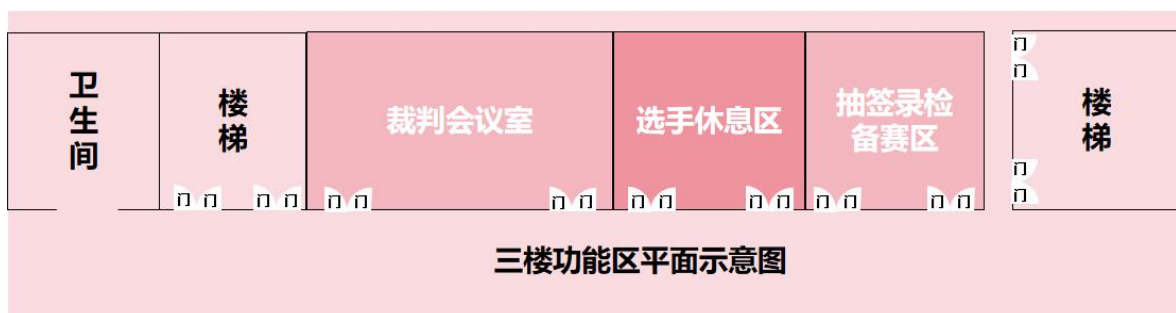 卫生间
楼梯
裁判会议室
选手休息区
抽签录检
备赛区
楼梯
门
门
门
门
门门
门门
门门
门门
门门
门门
门门
门门
三楼功能区平面示意图